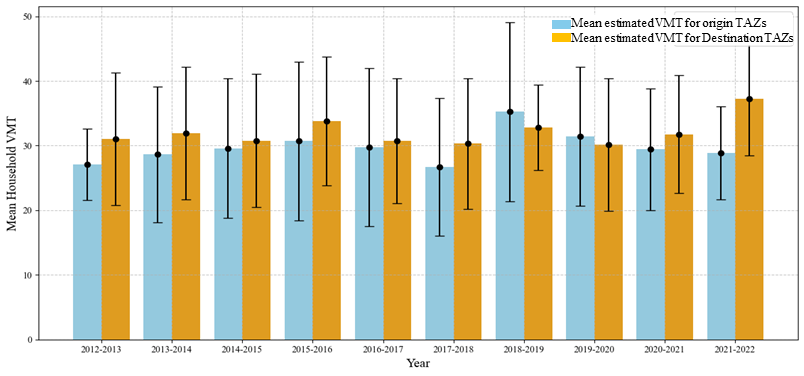 Mean estimated VMT for origin TAZs
Mean estimated VMT for Destination TAZs
50
40
30
20
10
0
Mean Household VMT
2012-2013 2013-2014 2014-2015 2015-2016 2016-2017 2017-2018 2018-2019 2019-2020 2020-2021 2021-2022
Year